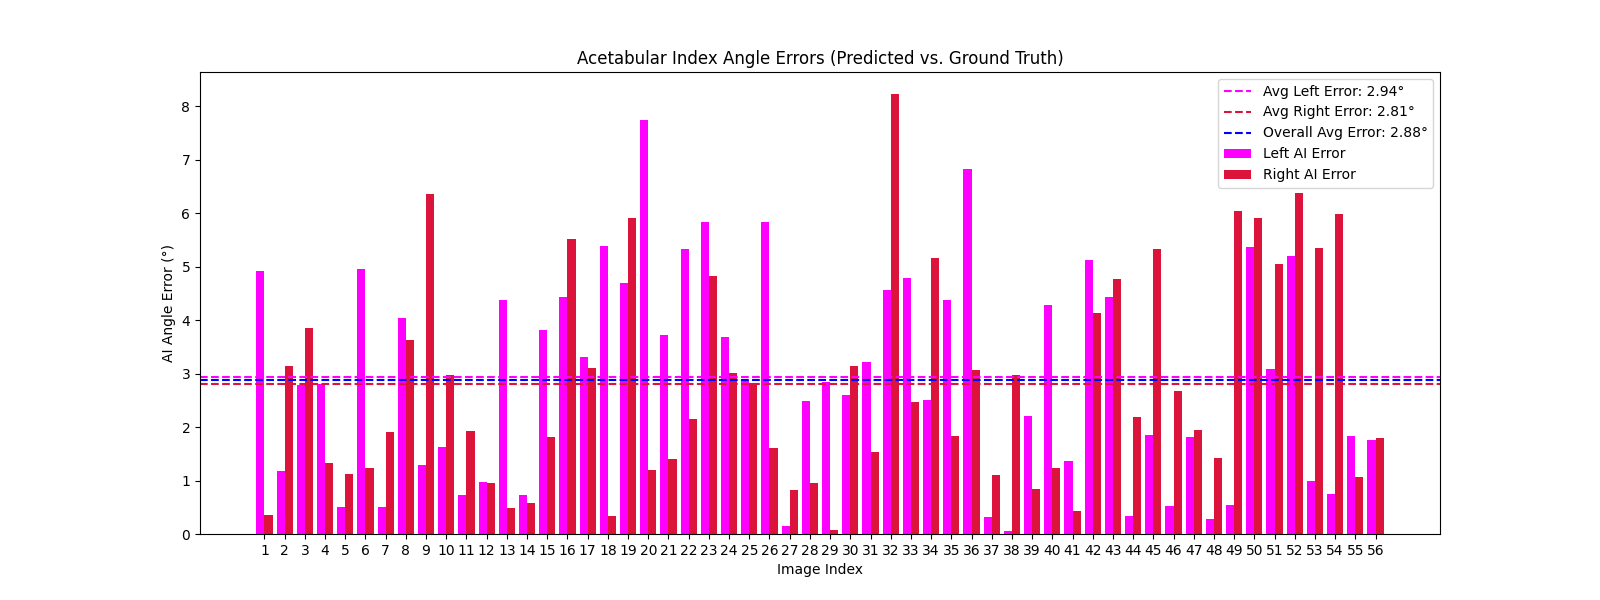 Acetabular Index Angle Errors (Predicted vs. Ground Truth)
Avg Left Error: 2.94°
Avg Right Error: 2.81°
Overall Avg Error: 2.88°
Left AI Error
Right AI Error
AI Angle Error (°)
8
7
6
5
4
3
2
1
0
1 2 3 4 5 6 7 8 9 10 11 12 13 14 15 16 17 18 19 20 21 22 23 24 25 26 27 28 29 30 31 32 33 34 35 36 37 38 39 40 41 42 43 44 45 46 47 48 49 50 51 52 53 54 55 56
Image Index